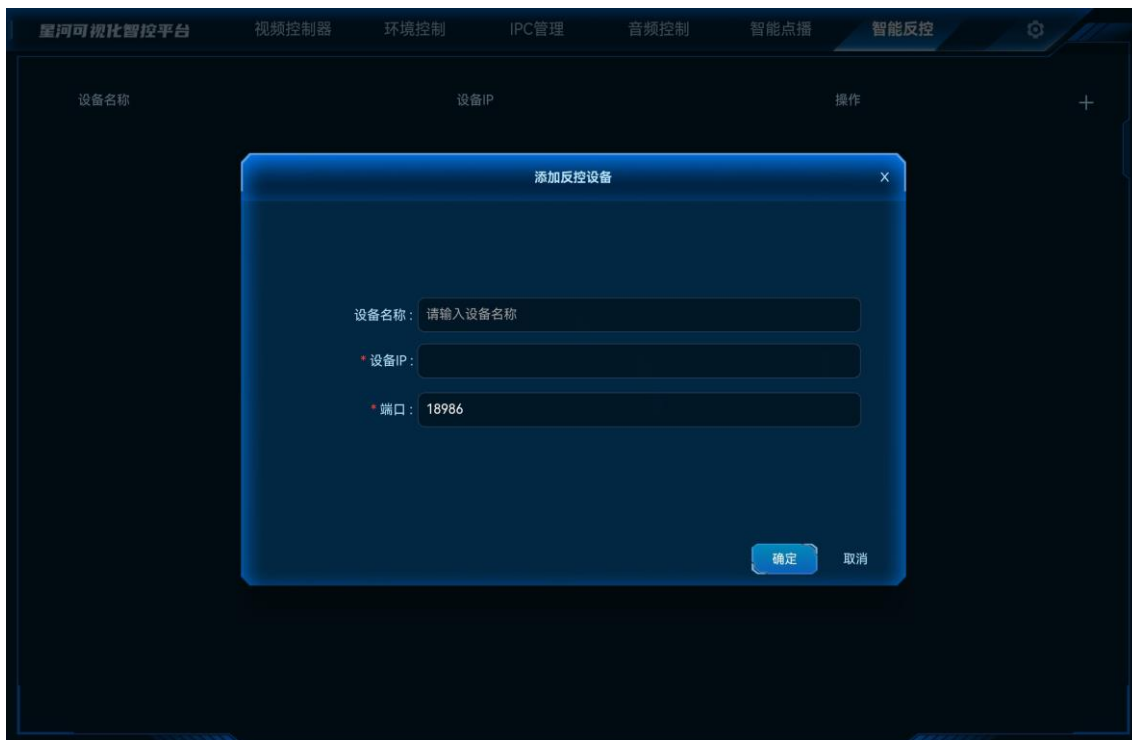 星河可视化智控平台 视频控制器 环境控制 IPC管理 音频控制 智能点播 智能反控
设备名称 设备IP 操作 +
添加反控设备 X
设备名称： 请输入设备名称
* 设备IP：
* 端口： 18986
确定 取消